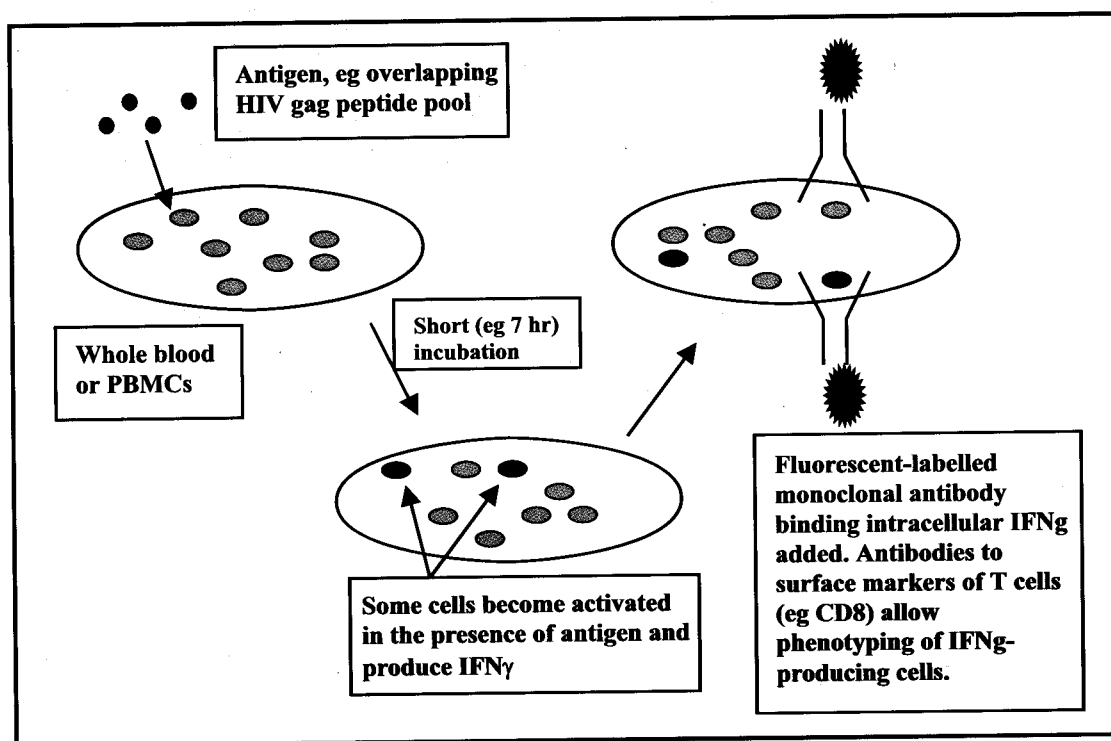 Antigen, eg overlapping
HIV gag peptide pool
Whole blood
or PBMCs
Short (eg 7 hr)
incubation
Some cells become activated
in the presence of antigen and
produce IFNγ
Fluorescent-labelled
monoclonal antibody
binding intracellular IFNg
added. Antibodies to
surface markers of T cells
(eg CD8) allow
phenotyping of IFNg-
producing cells.